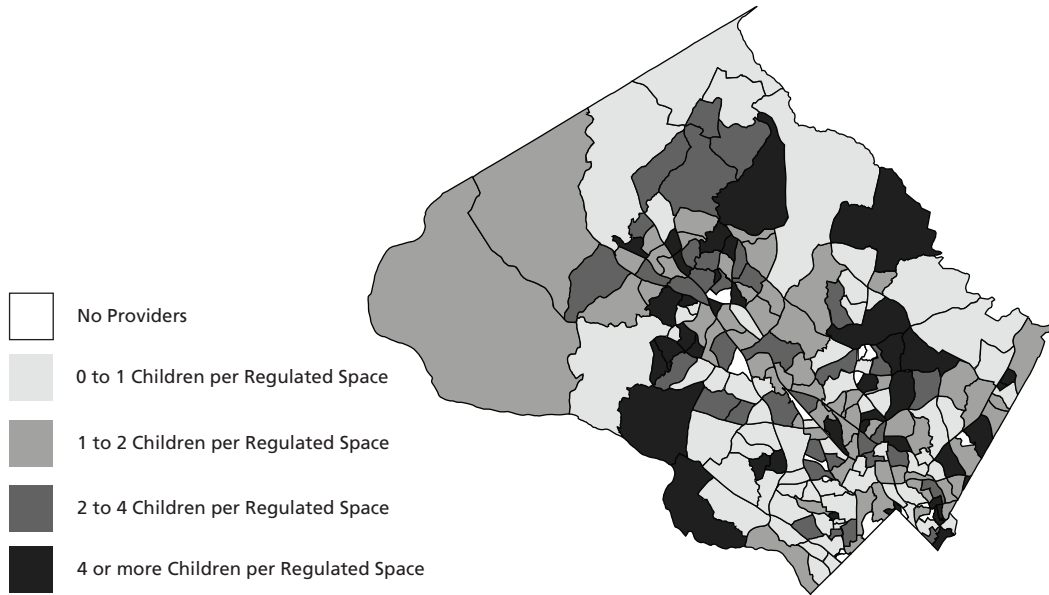 No Providers
0 to 1 Children per Regulated Space
1 to 2 Children per Regulated Space
2 to 4 Children per Regulated Space
4 or more Children per Regulated Space